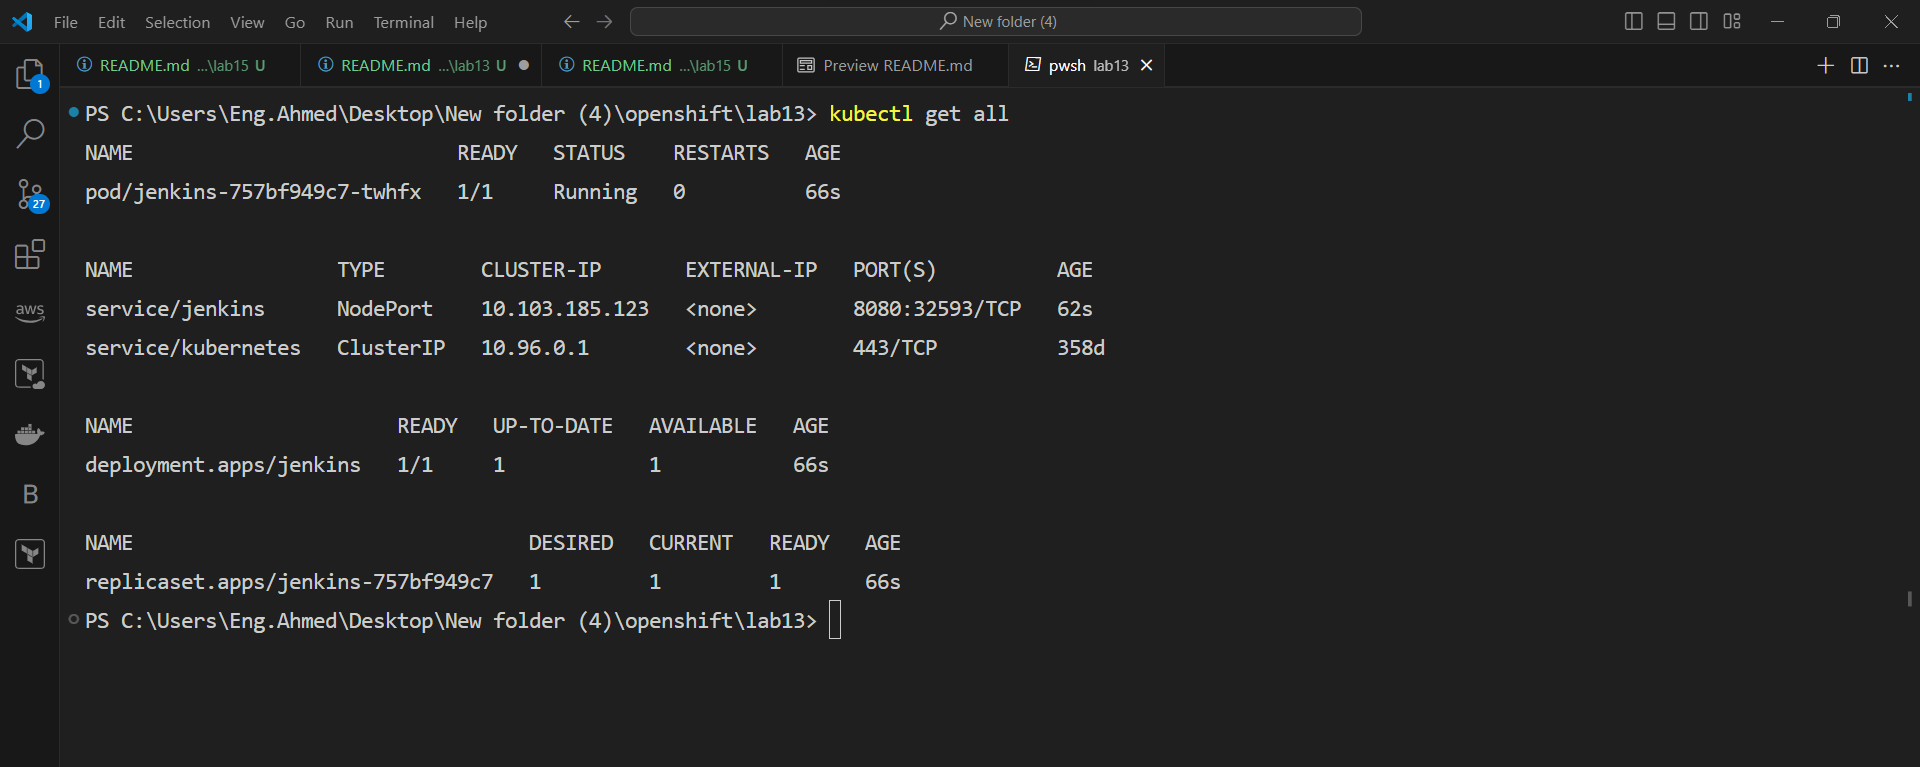 File Edit Selection View Go Run Terminal Help New folder (4)
README.md ...\lab15 U README.md ...\lab13 U README.md ...\lab15 U Preview README.md pwsh lab13
1
27
aws
B
PS C:\Users\Eng.Ahmed\Desktop\New folder (4)\openshift\lab13> kubectl get all
NAME READY STATUS RESTARTS AGE
pod/jenkins-757bf949c7-twhfx 1/1 Running 0 66s
NAME TYPE CLUSTER-IP EXTERNAL-IP PORT(S) AGE
service/jenkins NodePort 10.103.185.123 <none> 8080:32593/TCP 62s
service/kubernetes ClusterIP 10.96.0.1 <none> 443/TCP 358d
NAME READY UP-TO-DATE AVAILABLE AGE
deployment.apps/jenkins 1/1 1 1 66s
NAME DESIRED CURRENT READY AGE
replicaset.apps/jenkins-757bf949c7 1 1 1 66s
PS C:\Users\Eng.Ahmed\Desktop\New folder (4)\openshift\lab13>